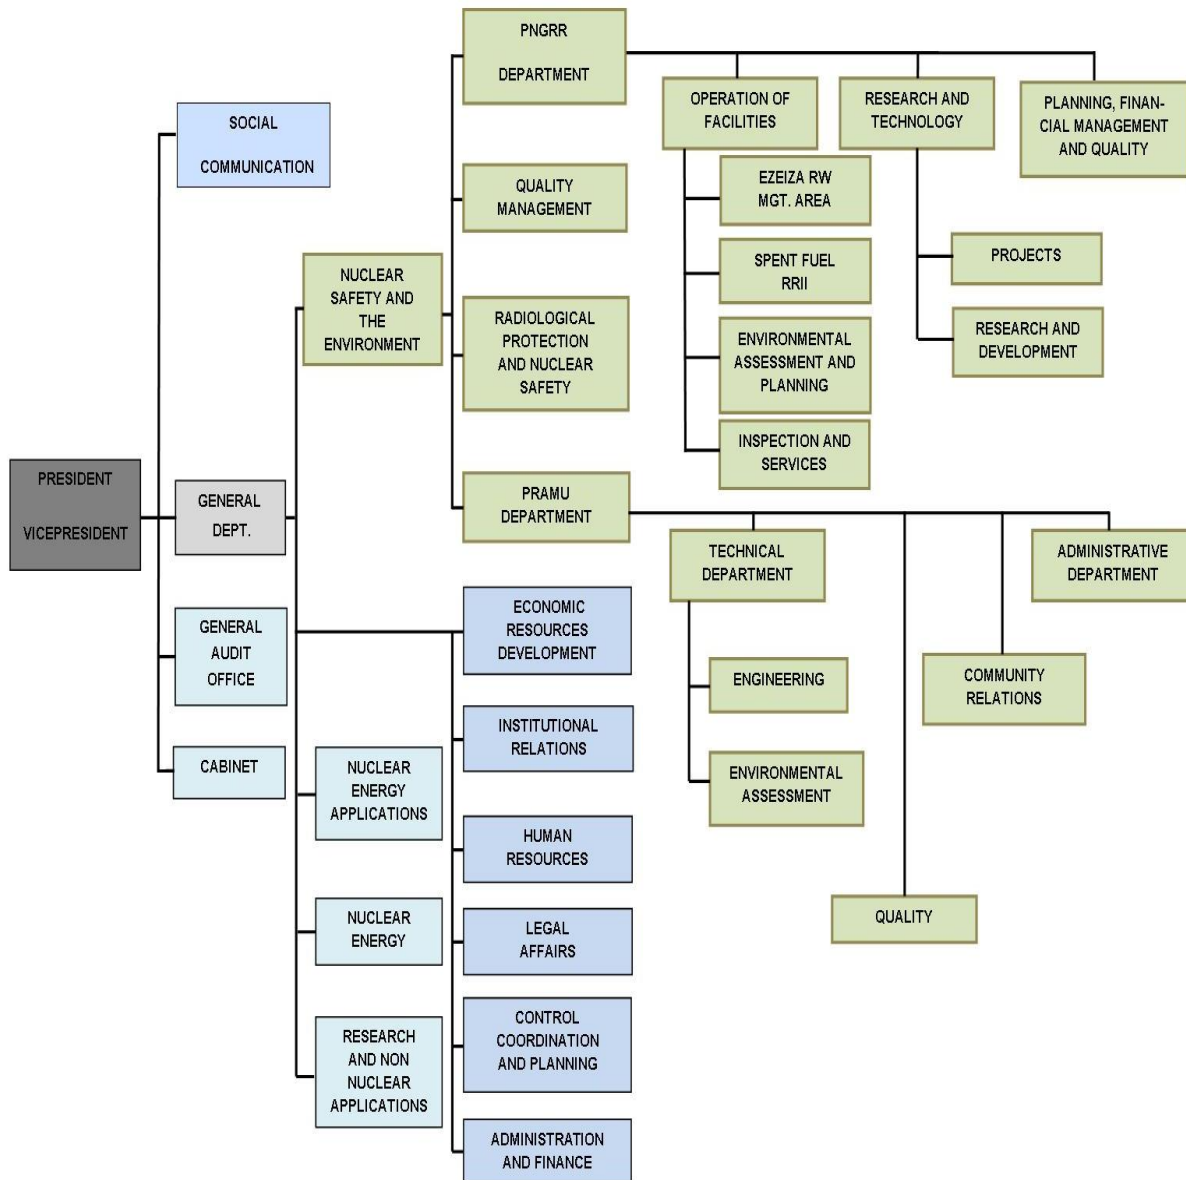 PNGRR
DEPARTMENT
OPERATION OF
FACILITIES
RESEARCH AND
TECHNOLOGY
PLANNING, FINAN-
CIAL MANAGEMENT
AND QUALITY
SOCIAL
COMMUNICATION
QUALITY
MANAGEMENT
EZEIZA RW
MGT. AREA
SPENT FUEL
RRII
PROJECTS
NUCLEAR
SAFETY AND
THE
ENVIRONMENT
RADIOLOGICAL
PROTECTION
AND NUCLEAR
SAFETY
ENVIRONMENTAL
ASSESSMENT AND
PLANNING
RESEARCH AND
DEVELOPMENT
INSPECTION AND
SERVICES
PRESIDENT
VICEPRESIDENT
GENERAL
DEPT.
PRAMU
DEPARTMENT
TECHNICAL
DEPARTMENT
ADMINISTRATIVE
DEPARTMENT
GENERAL
AUDIT
OFFICE
ECONOMIC
RESOURCES
DEVELOPMENT
ENGINEERING
COMMUNITY
RELATIONS
CABINET
NUCLEAR
ENERGY
APPLICATIONS
INSTITUTIONAL
RELATIONS
ENVIRONMENTAL
ASSESSMENT
HUMAN
RESOURCES
NUCLEAR
ENERGY
LEGAL
AFFAIRS
QUALITY
RESEARCH
AND NON
NUCLEAR
APPLICATIONS
CONTROL
COORDINATION
AND PLANNING
ADMINISTRATION
AND FINANCE